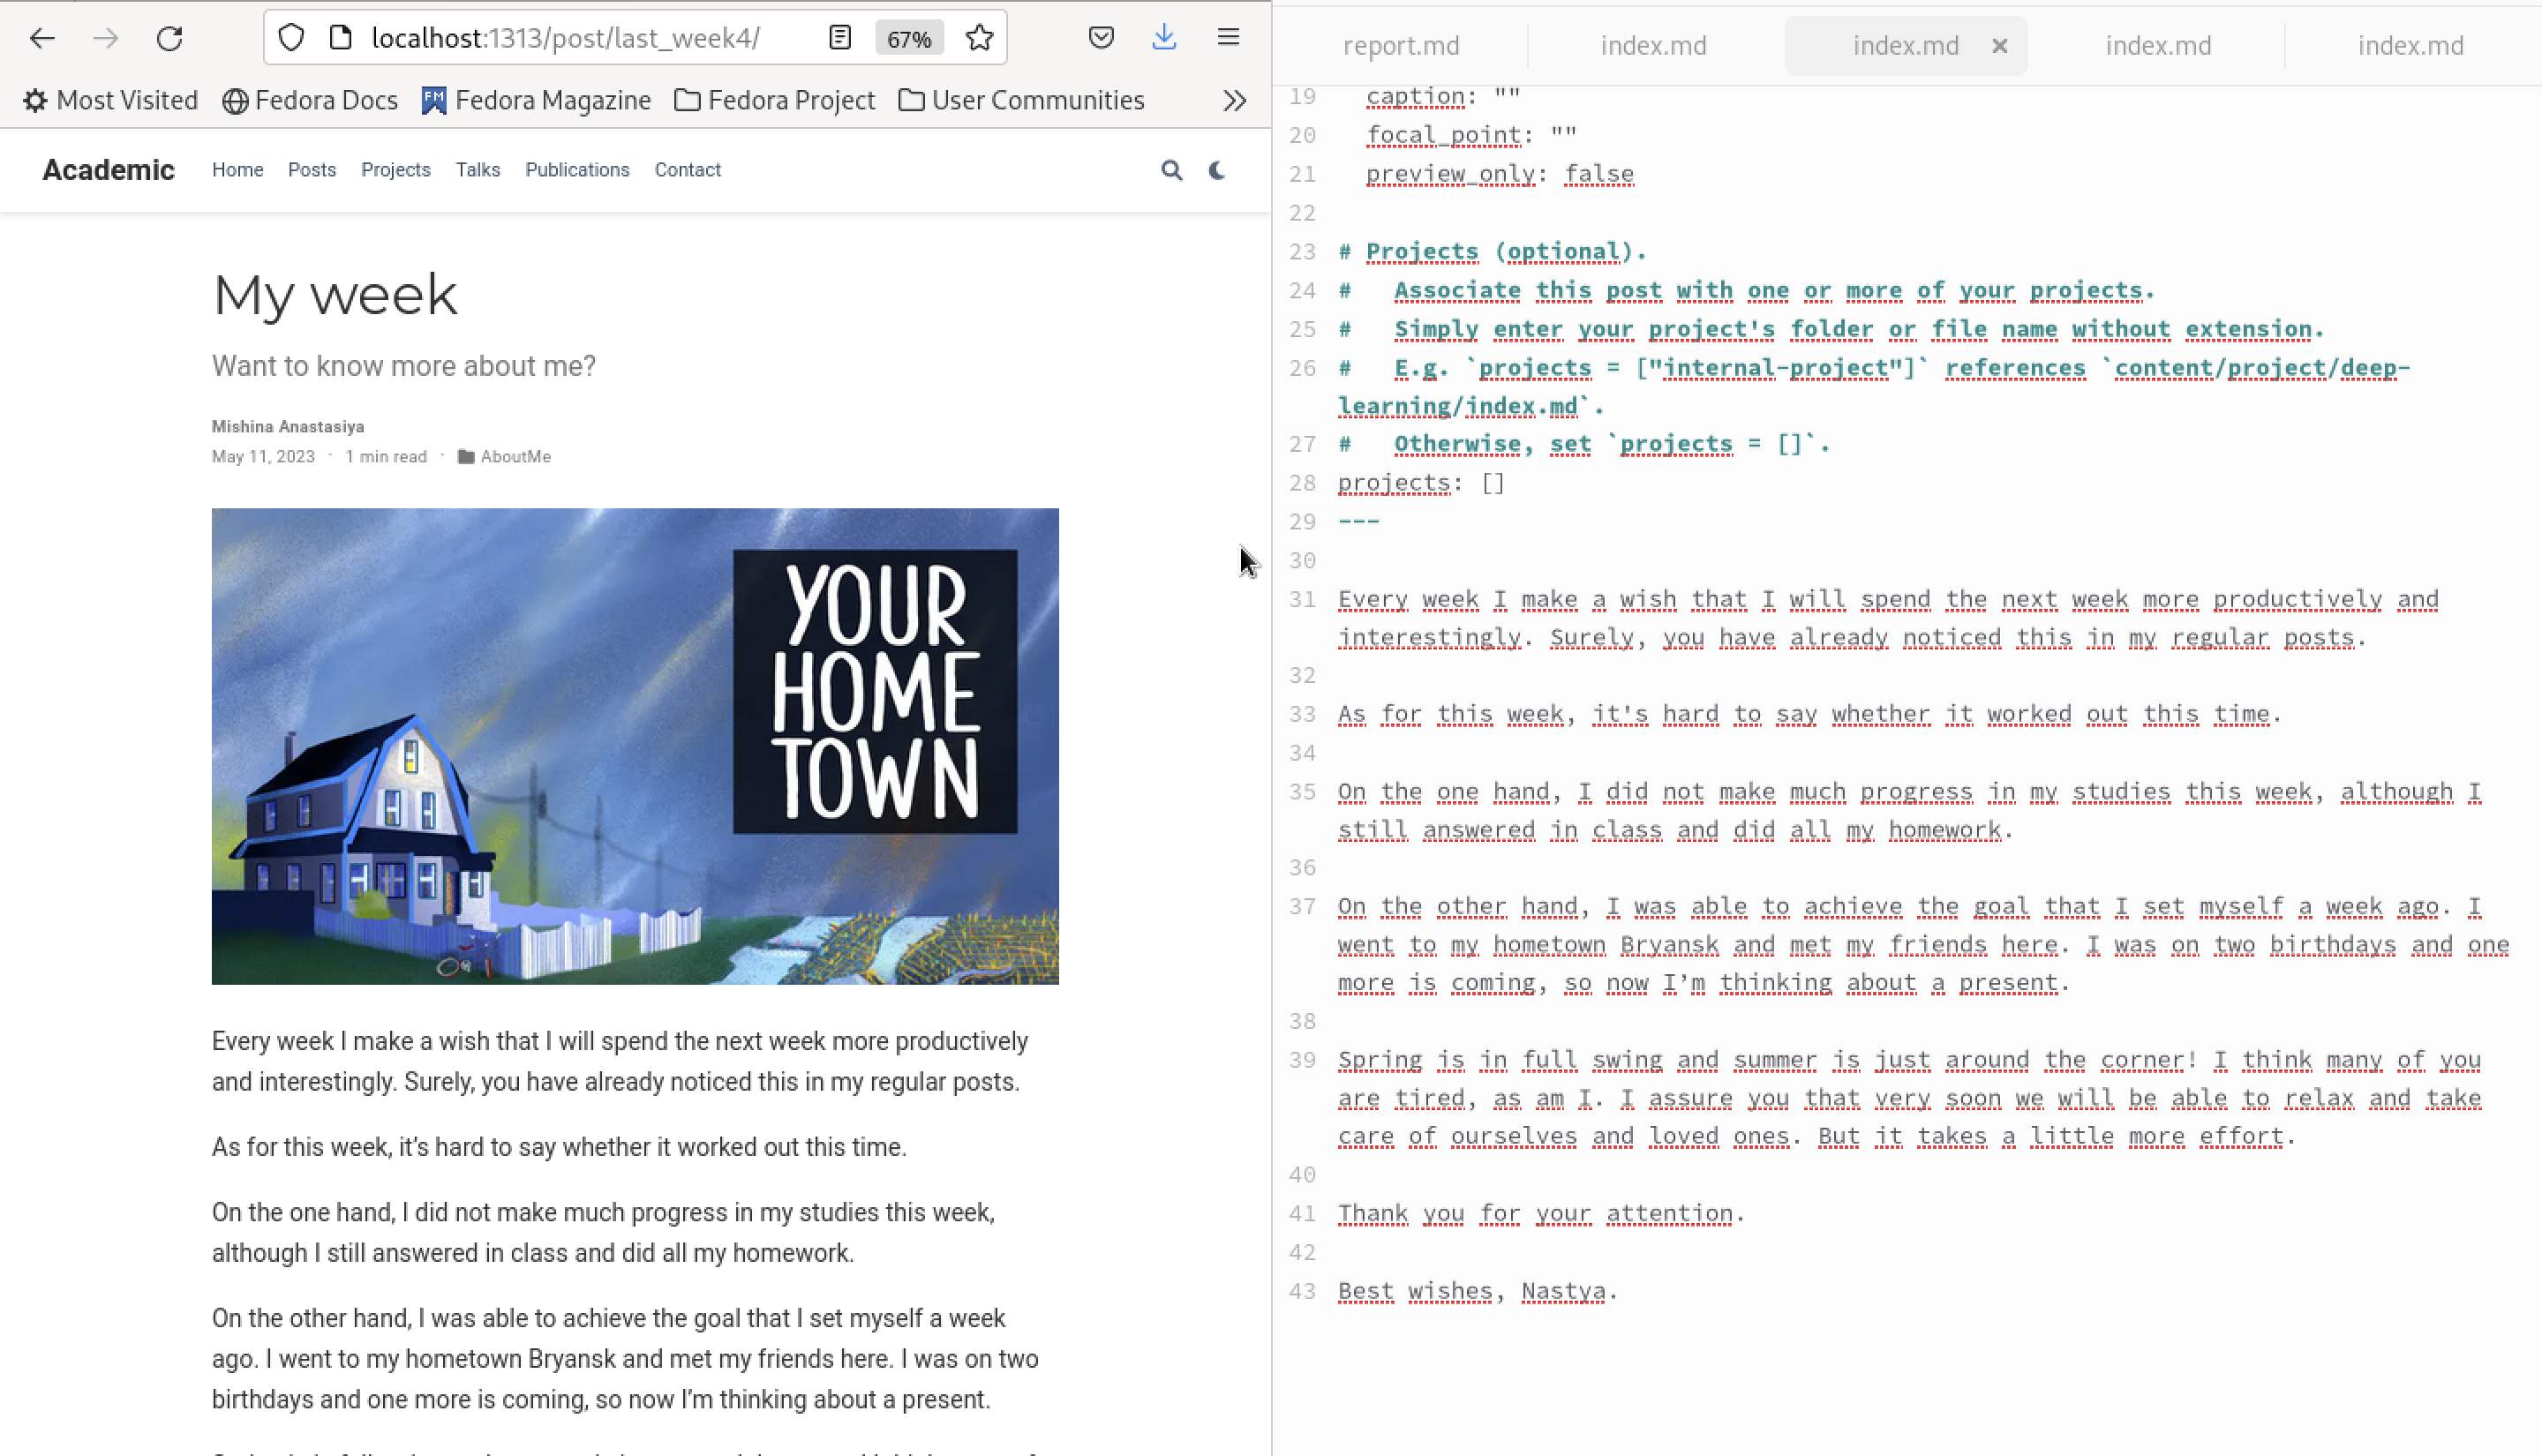 localhost:1313/post/last_week4/
67%
Most Visited
Fedora Docs
FM
Fedora Magazine
Fedora Project
User Communities
Academic
Home
Posts
Projects
Talks
Publications
Contact
My week
Want to know more about me?
Mishina Anastasiya
May 11, 2023 · 1 min read · AboutMe
YOUR
HOME
TOWN
Every week I make a wish that I will spend the next week more productively
and interestingly. Surely, you have already noticed this in my regular posts.
As for this week, it’s hard to say whether it worked out this time.
On the one hand, I did not make much progress in my studies this week,
although I still answered in class and did all my homework.
On the other hand, I was able to achieve the goal that I set myself a week
ago. I went to my hometown Bryansk and met my friends here. I was on two
birthdays and one more is coming, so now I’m thinking about a present.
report.md
index.md
index.md
index.md
index.md
19 caption: ""
20 focal_point: ""
21 preview_only: false
22
23 # Projects (optional).
24 #   Associate this post with one or more of your projects.
25 #   Simply enter your project's folder or file name without extension.
26 #   E.g. `projects = ["internal-project"]` references `content/project/deep-
learning/index.md`.
27 #   Otherwise, set `projects = []`.
28 projects: []
29 ---
30
31 Every week I make a wish that I will spend the next week more productively and
interestingly. Surely, you have already noticed this in my regular posts.
32
33 As for this week, it's hard to say whether it worked out this time.
34
35 On the one hand, I did not make much progress in my studies this week, although I
still answered in class and did all my homework.
36
37 On the other hand, I was able to achieve the goal that I set myself a week ago. I
went to my hometown Bryansk and met my friends here. I was on two birthdays and one
more is coming, so now I’m thinking about a present.
38
39 Spring is in full swing and summer is just around the corner! I think many of you
are tired, as am I. I assure you that very soon we will be able to relax and take
care of ourselves and loved ones. But it takes a little more effort.
40
41 Thank you for your attention.
42
43 Best wishes, Nastya.